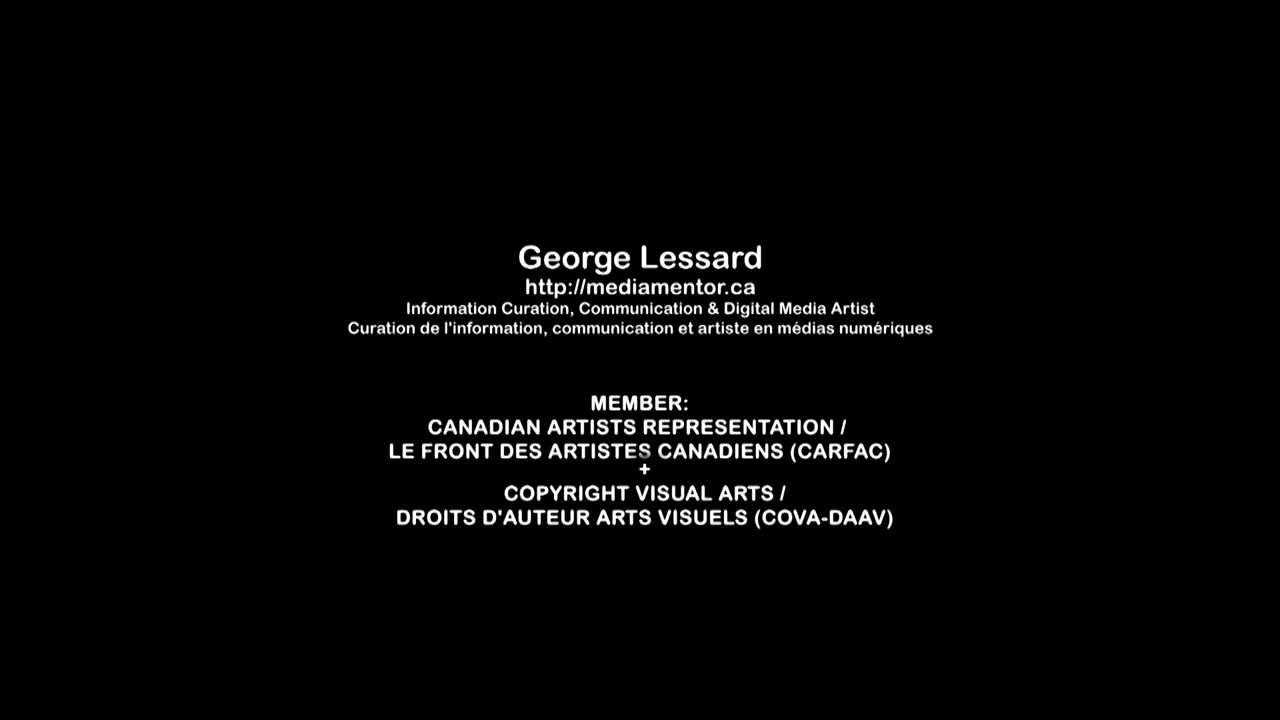 George Lessard
http://mediamentor.ca
Information Curation, Communication & Digital Media Artist
Curation de l'information, communication et artiste en médias numériques
MEMBER:
CANADIAN ARTISTS REPRESENTATION /
LE FRONT DES ARTISTES CANADIENS (CARFAC)
+
COPYRIGHT VISUAL ARTS /
DROITS D'AUTEUR ARTS VISUELS (COVA-DAAV)